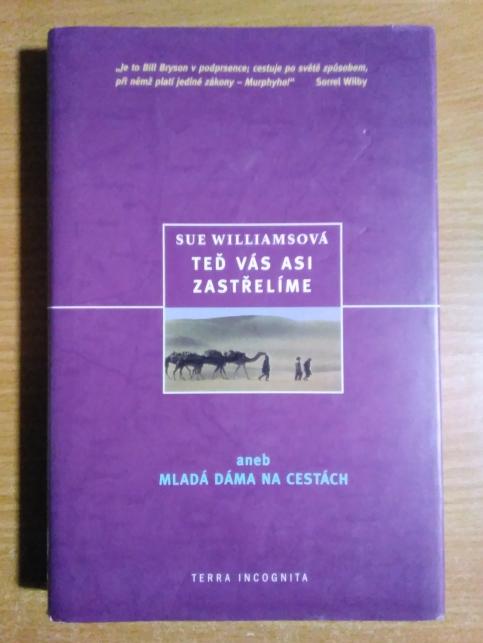 „Je to Bill Bryson v podprsence; cestuje po světě způsobem,
při němž platí jediné zákony – Murphyho!“ Sorrel Wilby
SUE WILLIAMSOVÁ
TEĎ VÁS ASI
ZASTŘELÍME
aneb
MLADÁ DÁMA NA CESTÁCH
TERRA INCOGNITA